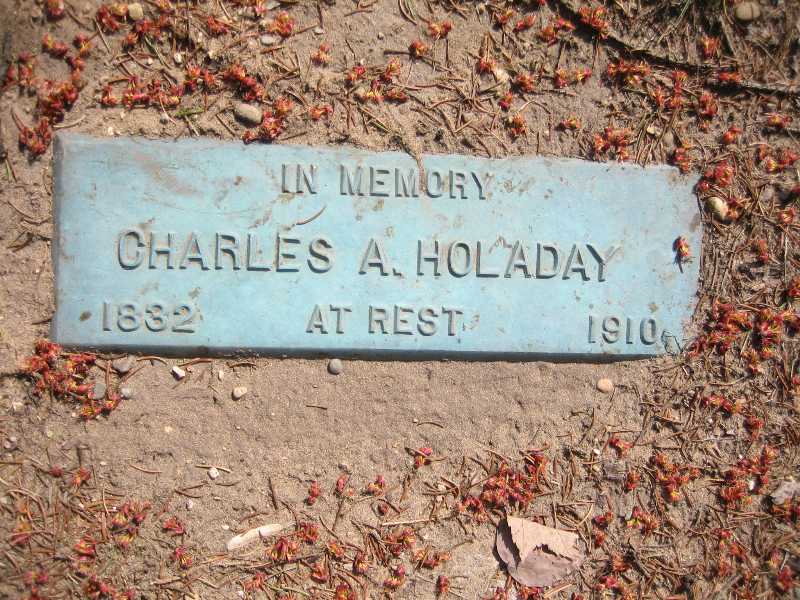 IN MEMORY
CHARLES A. HOLADAY
1832 AT REST. 1910